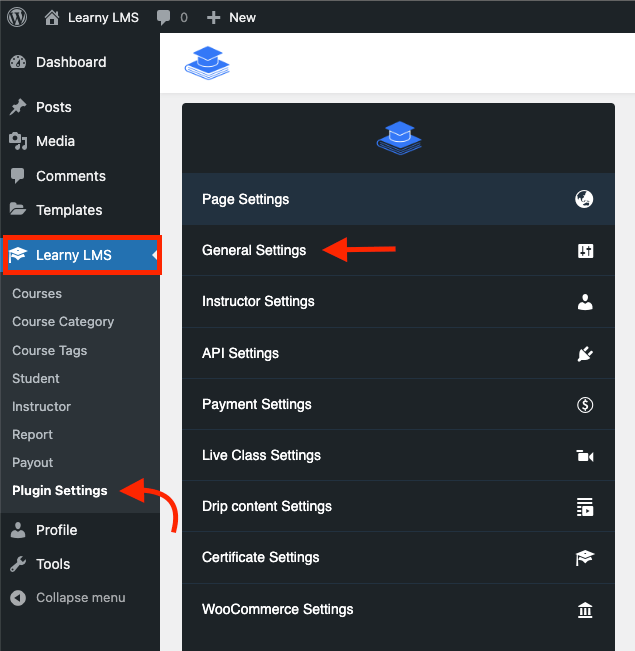 Learny LMS 0 New
Dashboard
Posts
Media
Comments
Templates
Learny LMS
Courses
Course Category
Course Tags
Student
Instructor
Report
Payout
Plugin Settings
Profile
Tools
Collapse menu
Page Settings
General Settings
Instructor Settings
API Settings
Payment Settings
Live Class Settings
Drip content Settings
Certificate Settings
WooCommerce Settings